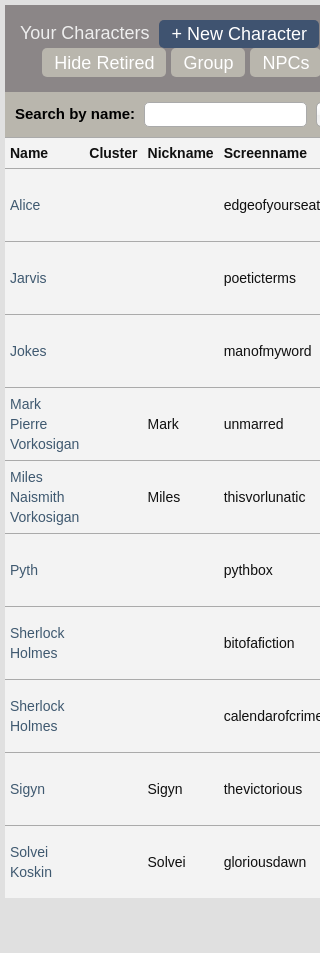 Your Characters + New Character
Hide Retired Group NPCs
Search by name:
Name Cluster Nickname Screenname
Alice edgeofyourseat
Jarvis poeticterms
Jokes manofmyword
Mark
Pierre Mark unmarred
Vorkosigan
Miles
Naismith Miles thisvorlunatic
Vorkosigan
Pyth pythbox
Sherlock
Holmes bitofafiction
Sherlock
Holmes calendarofcrime
Sigyn Sigyn thevictorious
Solvei
Koskin Solvei gloriousdawn